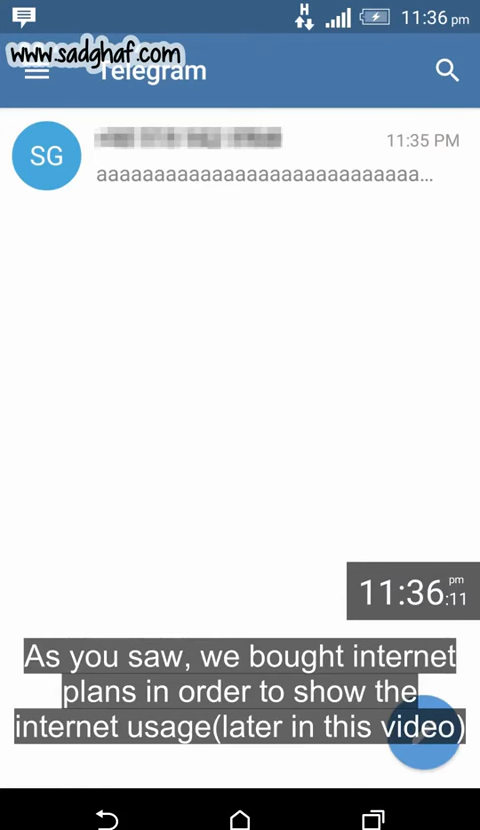 11:36 pm
www.sadghaf.com
Telegram
SG
11:35 PM
aaaaaaaaaaaaaaaaaaaaaaaaaaaa...
11:36:11 pm
As you saw, we bought internet
plans in order to show the
internet usage(later in this video)